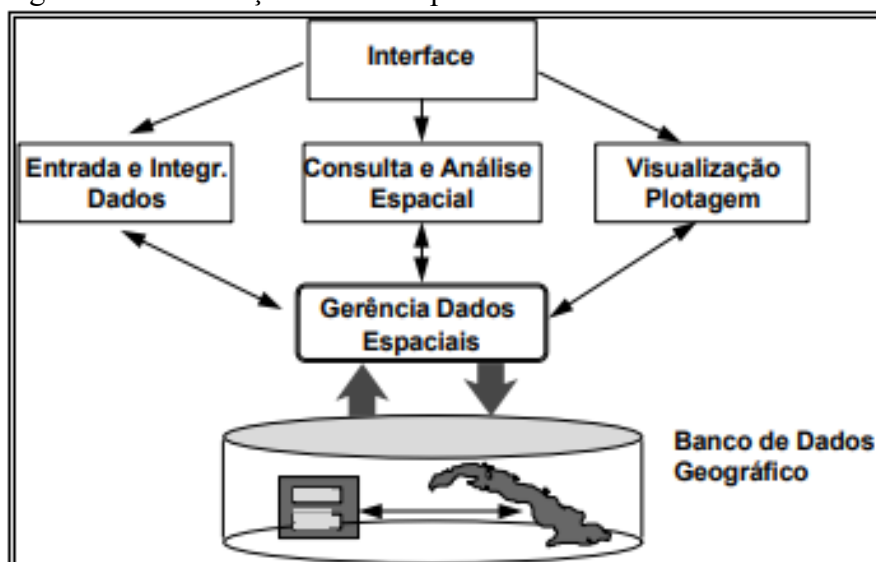 Interface
Entrada e Integr.
Dados
Consulta e Análise
Espacial
Visualização
Plotagem
Gerência Dados
Espaciais
Banco de Dados
Geográfico